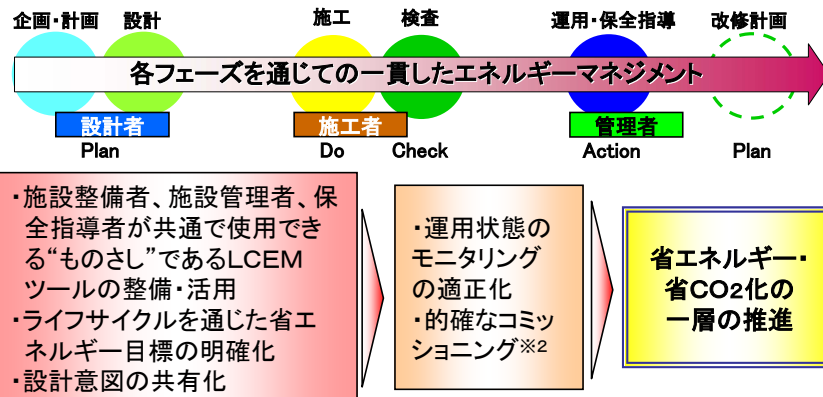 企画・計画 設計 施工 検査 運用・保全指導 改修計画
各フェーズを通じての一貫したエネルギーマネジメント
設計者 施工者 管理者
Plan Do Check Action Plan
・施設整備者、施設管理者、保
全指導者が共通で使用でき
る“ものさし”であるLCEM
ツールの整備・活用
・ライフサイクルを通じた省エ
ネルギー目標の明確化
・設計意図の共有化
・運用状態の
モニタリング
の適正化
・的確なコミッ
ショニング※2
省エネルギー・
省CO2化の
一層の推進